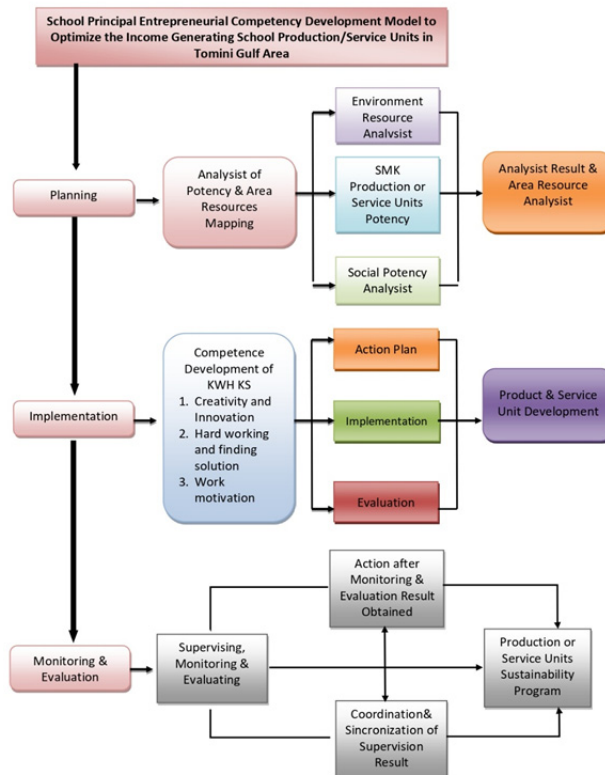 School Principal Entrepreneurial Competency Development Model to
Optimize the Income Generating School Production/Service Units in
Tomini Gulf Area
Planning
Analysist of
Potency & Area
Resources
Mapping
Environment
Resource
Analysist
SMK
Production or
Service Units
Potency
Social Potency
Analysist
Analysist Result &
Area Resource
Analysist
Implementation
Competence
Development of
KWH KS
1. Creativity and
Innovation
2. Hard working
and finding
solution
3. Work
motivation
Action Plan
Implementation
Evaluation
Product & Service
Unit Development
Monitoring &
Evaluation
Supervising,
Monitoring &
Evaluating
Action after
Monitoring &
Evaluation Result
Obtained
Coordination&
Sincronization of
Supervision
Result
Production or
Service Units
Sustainability
Program